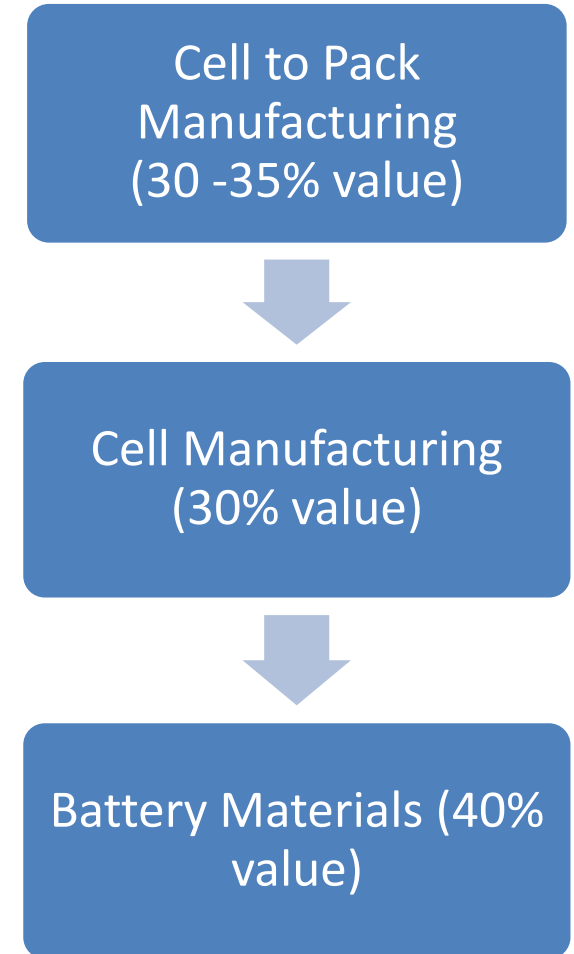 Cell to Pack
Manufacturing
(30 -35% value)
Cell Manufacturing
(30% value)
Battery Materials (40%
value)